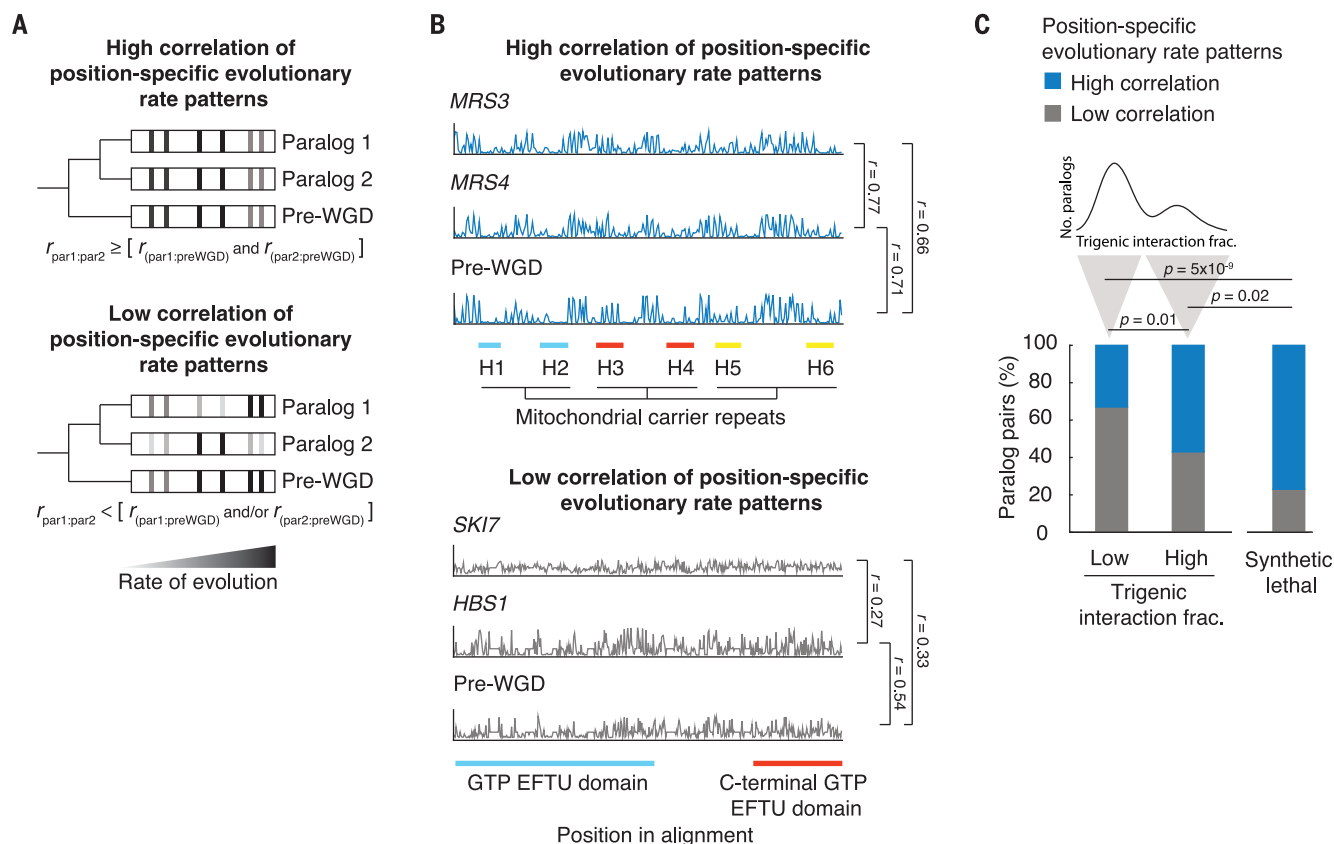 A
High correlation of
position-specific evolutionary
rate patterns
Paralog 1
Paralog 2
Pre-WGD
r par1:par2 ≥ [ r (par1:preWGD) and r (par2:preWGD) ]
Low correlation of
position-specific evolutionary
rate patterns
Paralog 1
Paralog 2
Pre-WGD
r par1:par2 < [ r (par1:preWGD) and/or r (par2:preWGD) ]
Rate of evolution
B
High correlation of position-specific
evolutionary rate patterns
MRS3
MRS4
Pre-WGD
r = 0.77
r = 0.71
r = 0.66
H1 H2 H3 H4 H5 H6
Mitochondrial carrier repeats
Low correlation of position-specific
evolutionary rate patterns
SKI7
HBS1
Pre-WGD
r = 0.27
r = 0.54
r = 0.33
GTP EFTU domain
C-terminal GTP
EFTU domain
Position in alignment
C
Position-specific
evolutionary rate patterns
High correlation
Low correlation
No. paralogs
Trigenic interaction frac.
p = 5x10-9
p = 0.02
p = 0.01
Paralog pairs (%)
100
80
60
40
20
0
Low High
Trigenic
interaction frac.
Synthetic
lethal